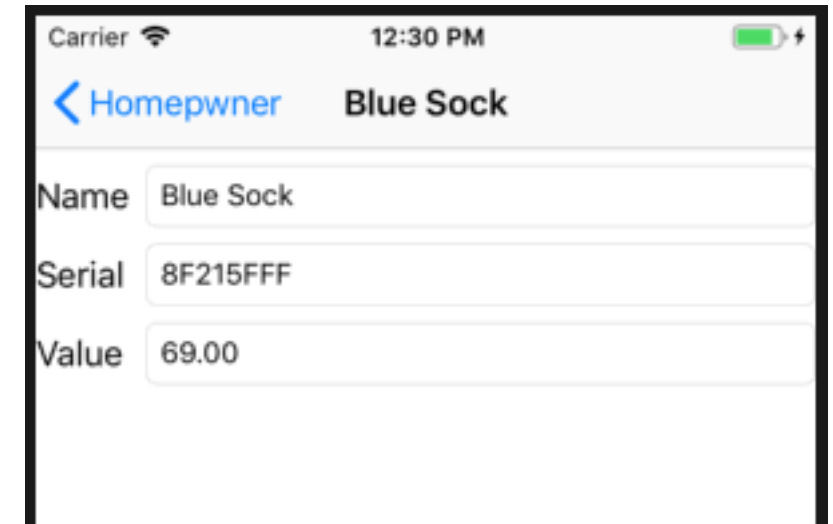 Carrier 12:30 PM
Homepwner Blue Sock
Name Blue Sock
Serial 8F215FFF
Value 69.00